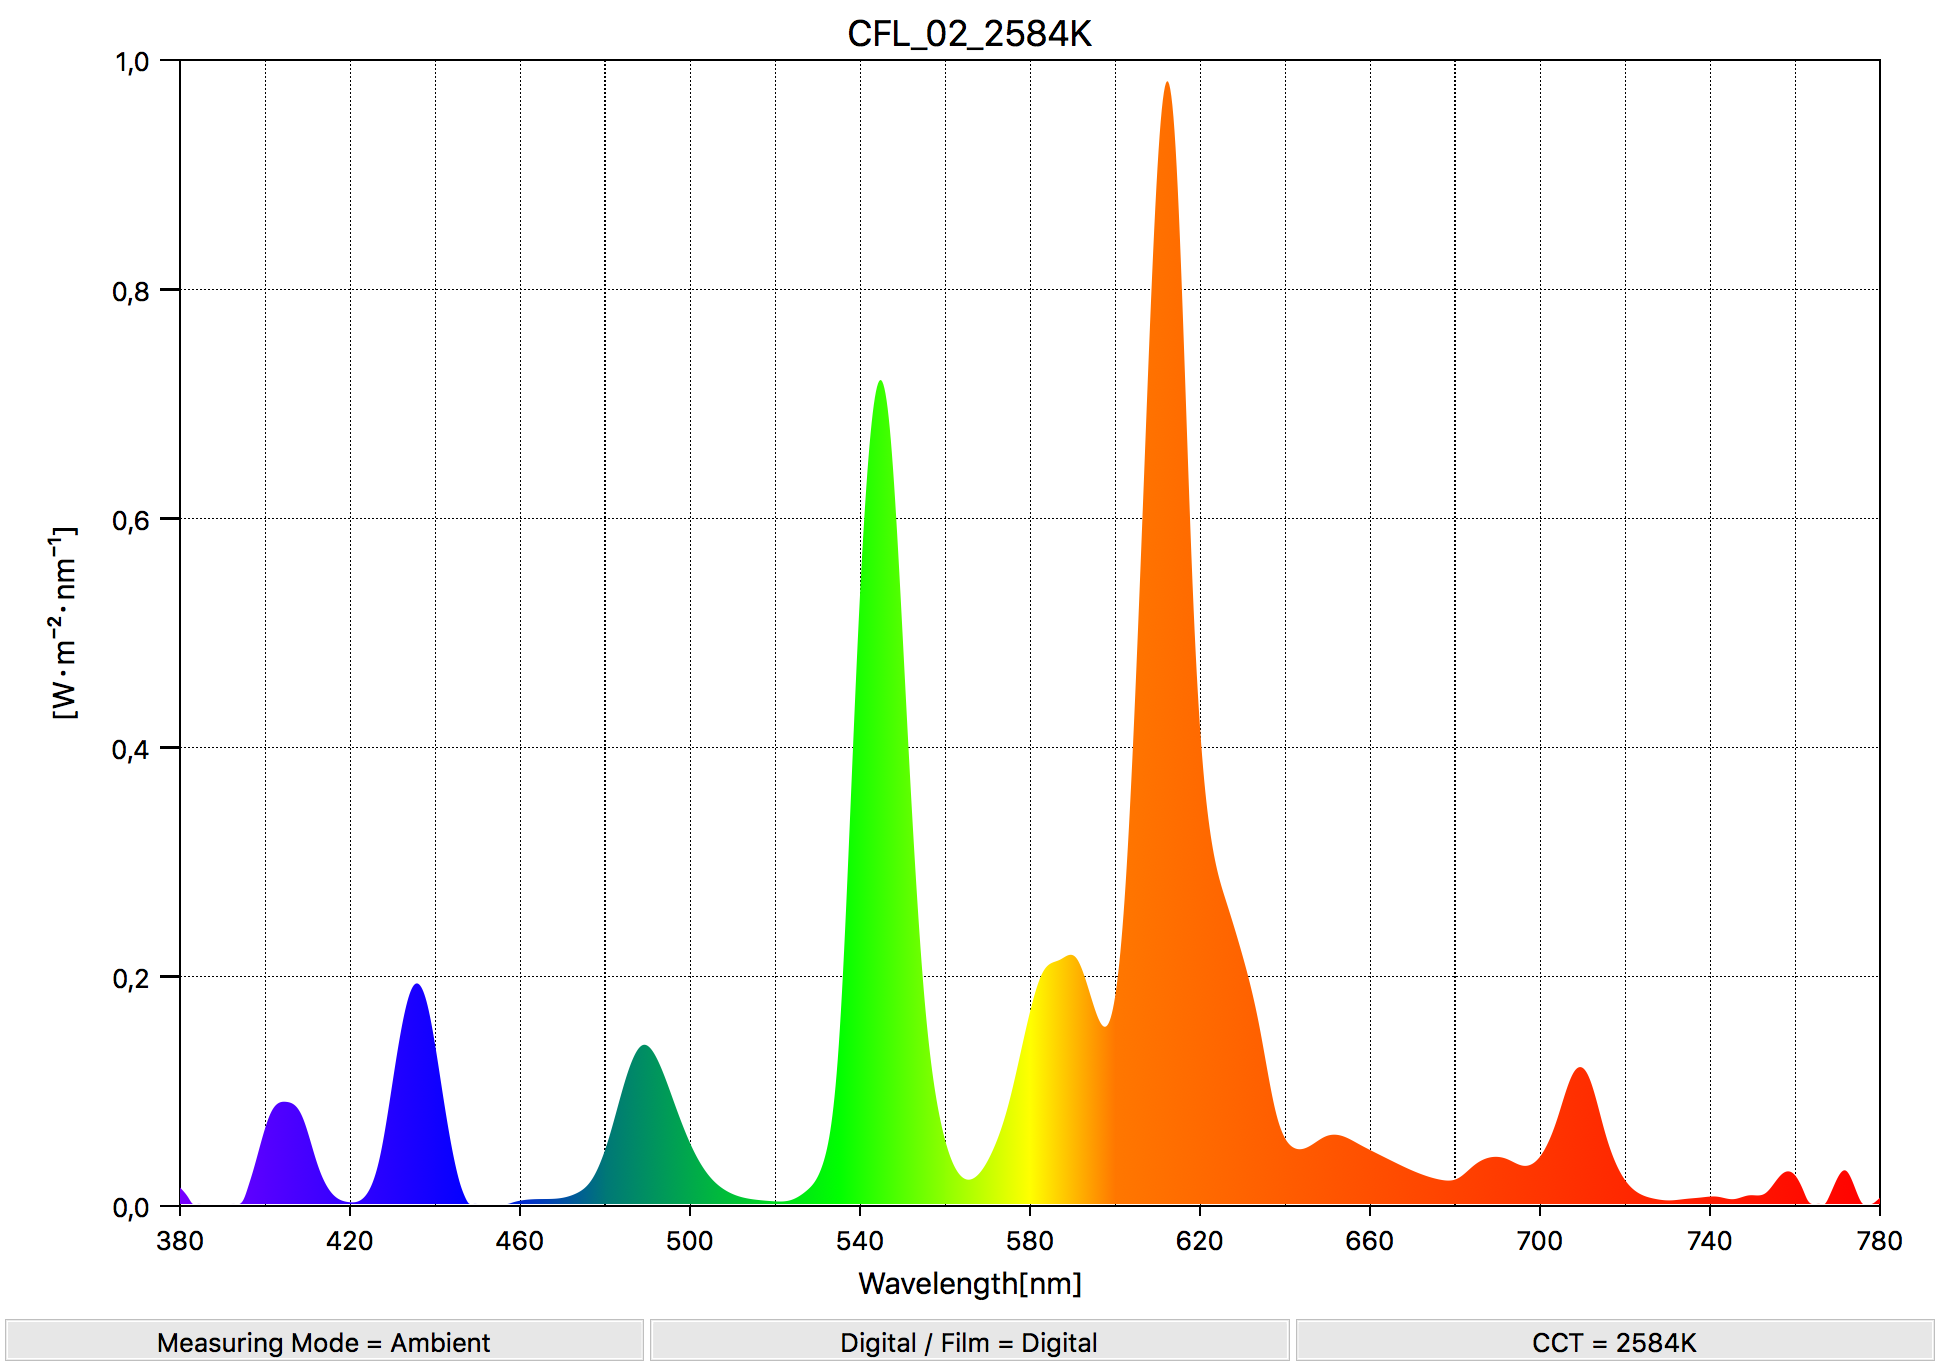 CFL_02_2584K
1,0
0,8
0,6
0,4
0,2
0,0
[W·m⁻²·nm⁻¹]
380 420 460 500 540 580 620 660 700 740 780
Wavelength[nm]
Measuring Mode = Ambient
Digital / Film = Digital
CCT = 2584K